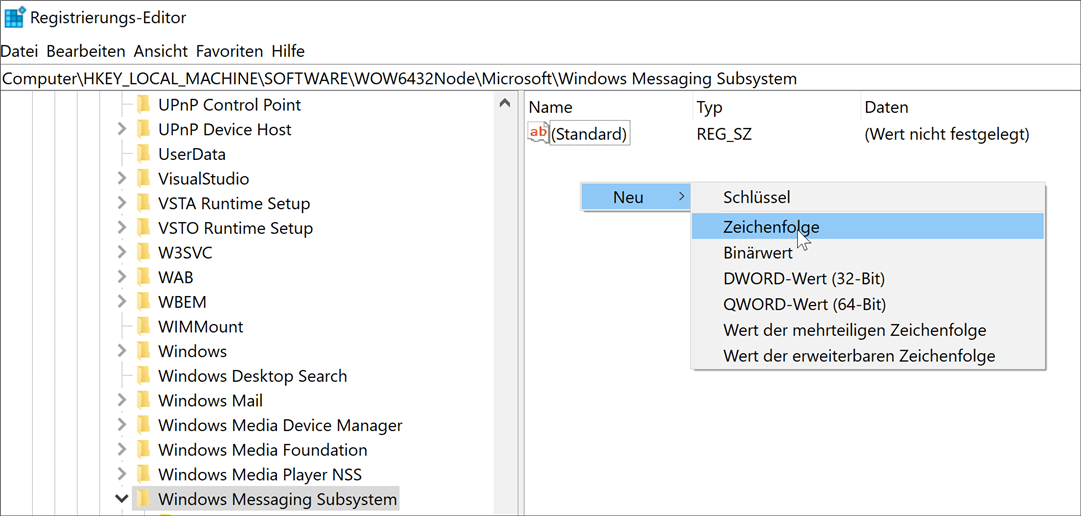 Registrierungs-Editor
Datei Bearbeiten Ansicht Favoriten Hilfe
Computer\HKEY_LOCAL_MACHINE\SOFTWARE\WOW6432Node\Microsoft\Windows Messaging Subsystem
UPnP Control Point
UPnP Device Host
UserData
VisualStudio
VSTA Runtime Setup
VSTO Runtime Setup
W3SVC
WAB
WBEM
WIMMount
Windows
Windows Desktop Search
Windows Mail
Windows Media Device Manager
Windows Media Foundation
Windows Media Player NSS
Windows Messaging Subsystem
Name Typ Daten
ab (Standard) REG_SZ (Wert nicht festgelegt)
Neu
Schlüssel
Zeichenfolge
Binärwert
DWORD-Wert (32-Bit)
QWORD-Wert (64-Bit)
Wert der mehrteiligen Zeichenfolge
Wert der erweiterbaren Zeichenfolge